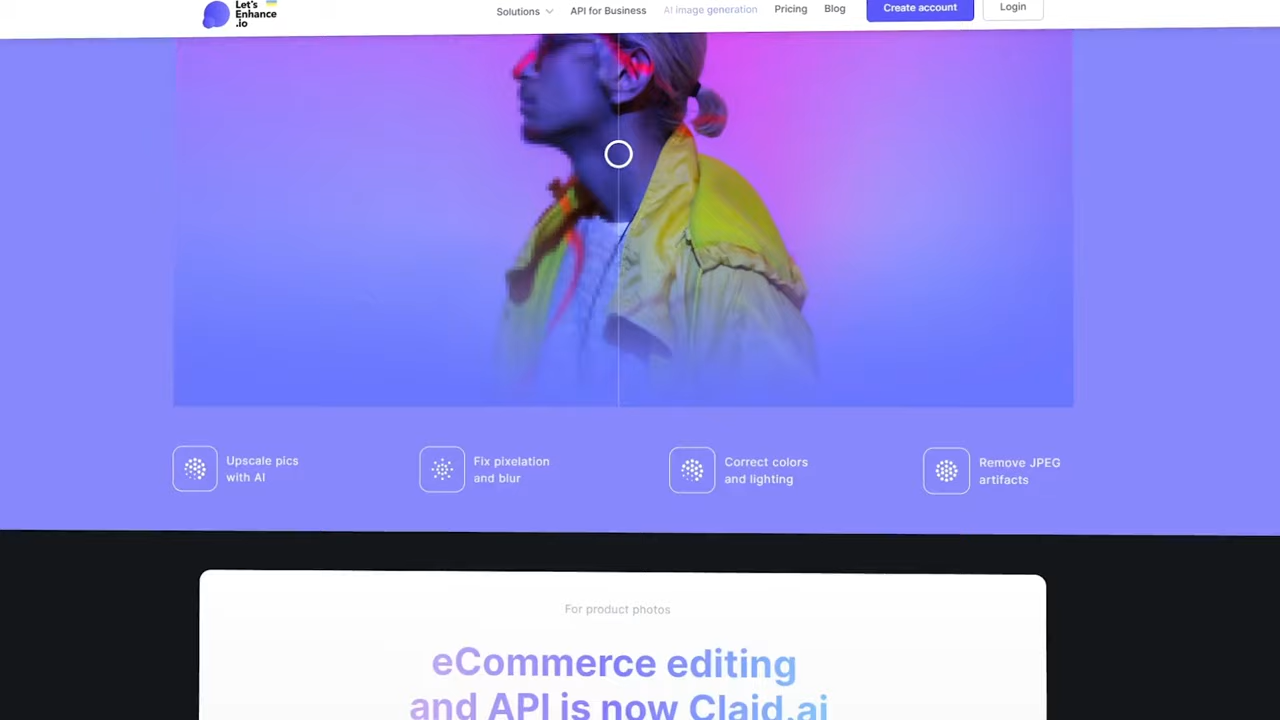 Let's
Enhance
.io
Solutions
API for Business
AI image generation
Pricing
Blog
Create account
Login
Upscale pics
with AI
Fix pixelation
and blur
Correct colors
and lighting
Remove JPEG
artifacts
For product photos
eCommerce editing
and API is now Claid.ai